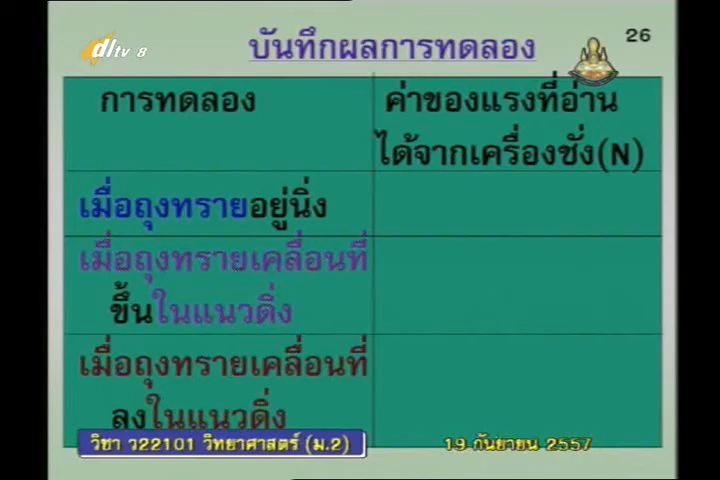 dltv 8
บันทึกผลการทดลอง
26
การทดลอง
ค่าของแรงที่อ่าน
ได้จากเครื่องชั่ง(N)
เมื่อถุงทรายอยู่นิ่ง
เมื่อถุงทรายเคลื่อนที่
ขึ้นในแนวดิ่ง
เมื่อถุงทรายเคลื่อนที่
ลงในแนวดิ่ง
วิชา ว22101 วิทยาศาสตร์ (ม.2)
19 กันยายน 2557